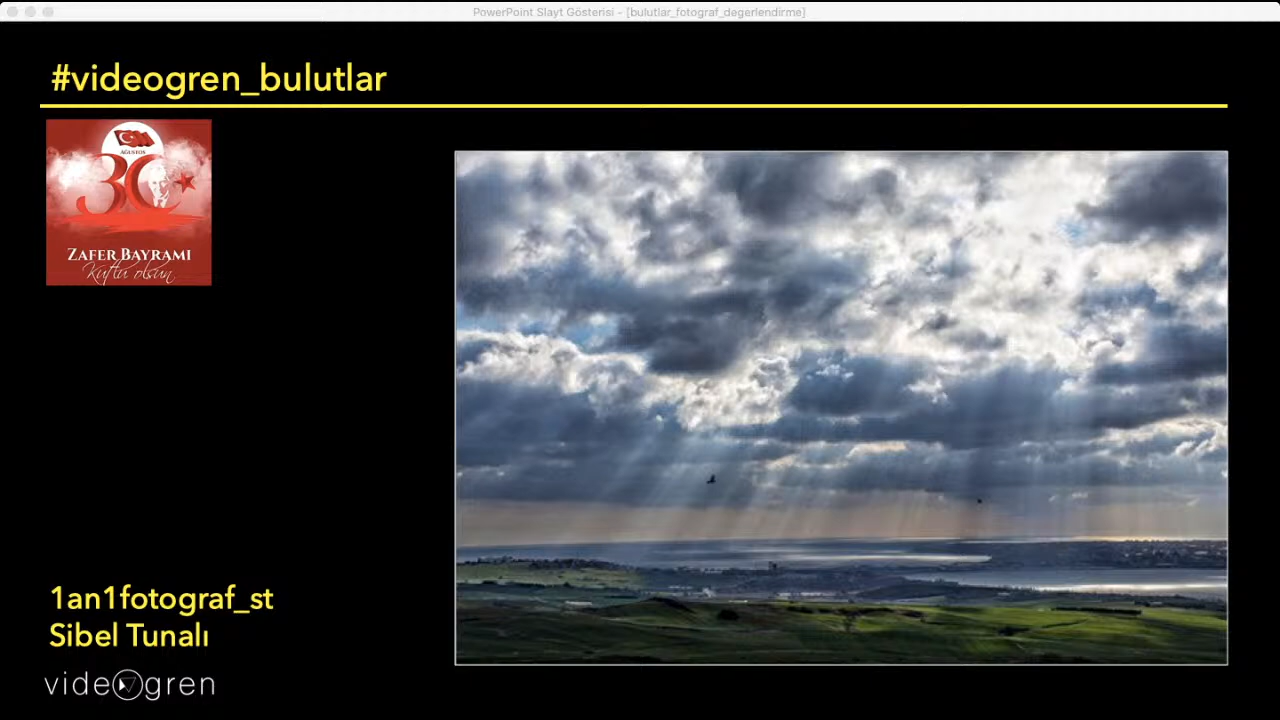 PowerPoint Slayt Gösterisi - [bulutlar_fotograf_degerlendirme]
#videogren_bulutlar
AĞUSTOS
30
ZAFER BAYRAMI
Kutlu olsun
1an1fotograf_st
Sibel Tunalı
videogren